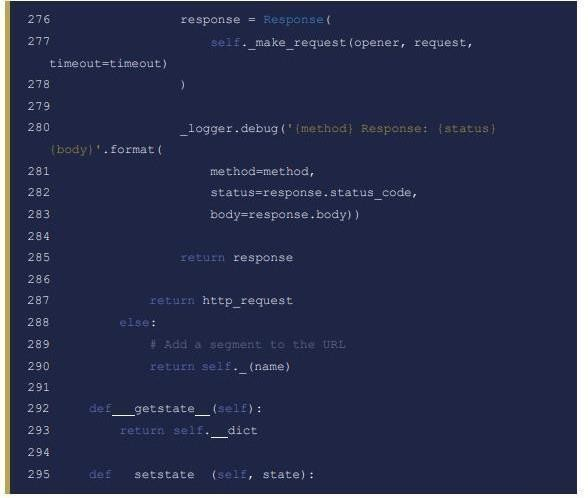 276 response = Response(
277 self._make_request(opener, request,
timeout=timeout)
278 )
279
280 _logger.debug('{method} Response: {status}
{body}'.format(
281 method=method,
282 status=response.status_code,
283 body=response.body))
284
285 return response
286
287 return http_request
288 else:
289 # Add a segment to the URL
290 return self._(name)
291
292 def __getstate__(self):
293 return self.__dict
294
295 def setstate (self, state):